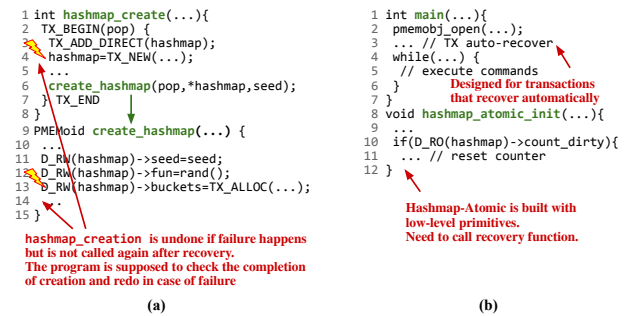 1 int hashmap_create(...){
2 TX_BEGIN(pop) {
3 TX_ADD_DIRECT(hashmap);
4 hashmap=TX_NEW(...);
5 ...
6 create_hashmap(pop,*hashmap,seed);
7 } TX_END
8 }
9 PMEMoid create_hashmap(...) {
10 ...
11 D_RW(hashmap)->seed=seed;
12 D_RW(hashmap)->fun=rand();
13 D_RW(hashmap)->buckets=TX_ALLOC(...);
14 ...
15 }
hashmap_creation is undone if failure happens
but is not called again after recovery.
The program is supposed to check the completion
of creation and redo in case of failure
(a)
1 int main(...){
2 pmemobj_open(...);
3 ... // TX auto-recover
4 while(...) {
5 // execute commands
6 }
7 }
Designed for transactions
that recover automatically
8 void hashmap_atomic_init(...){
9 ...
10 if(D_RO(hashmap)->count_dirty){
11 ... // reset counter
12 }
Hashmap-Atomic is built with
low-level primitives.
Need to call recovery function.
(b)